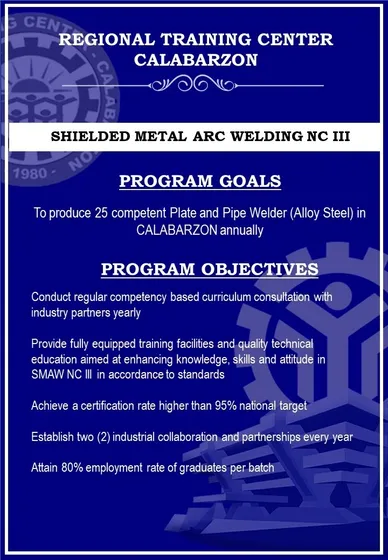 REGIONAL TRAINING CENTER
CALABARZON
SHIELDED METAL ARC WELDING NC III
PROGRAM GOALS
To produce 25 competent Plate and Pipe Welder (Alloy Steel) in
CALABARZON annually
PROGRAM OBJECTIVES
Conduct regular competency based curriculum consultation with
industry partners yearly
Provide fully equipped training facilities and quality technical
education aimed at enhancing knowledge, skills and attitude in
SMAW NC III in accordance to standards
Achieve a certification rate higher than 95% national target
Establish two (2) industrial collaboration and partnerships every year
Attain 80% employment rate of graduates per batch
- 1980 -